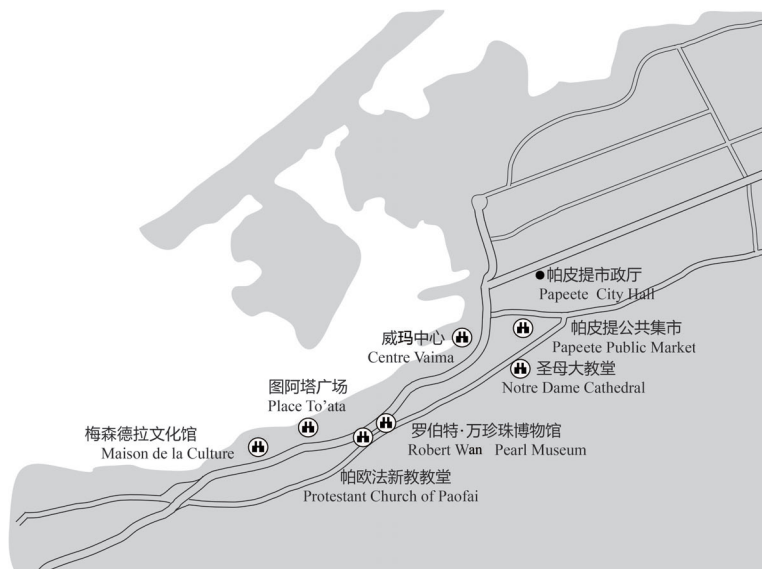 帕皮提市政厅
Papeete City Hall
威玛中心
Centre Vaima
帕皮提公共集市
Papeete Public Market
圣母大教堂
Notre Dame Cathedral
图阿塔广场
Place To'ata
梅森德拉文化馆
Maison de la Culture
罗伯特·万珍珠博物馆
Robert Wan Pearl Museum
帕欧法新教教堂
Protestant Church of Paofai